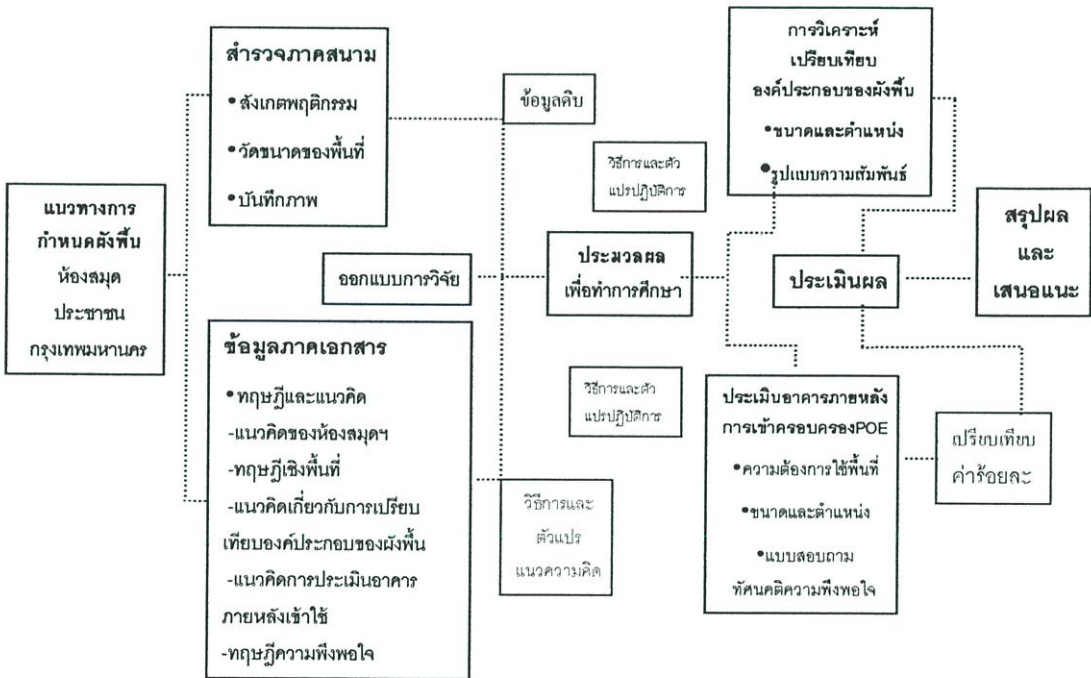 แนวทางการ
กำหนดผังพื้น
ห้องสมุด
ประชาชน
กรุงเทพมหานคร
สำรวจภาคสนาม
•สังเกตพฤติกรรม
•วัดขนาดของพื้นที่
•บันทึกภาพ
ออกแบบการวิจัย
ข้อมูลภาคเอกสาร
•ทฤษฎีและแนวคิด
-แนวคิดของห้องสมุดฯ
-ทฤษฎีเชิงพื้นที่
-แนวคิดเกี่ยวกับการเปรียบ
เทียบองค์ประกอบของผังพื้น
-แนวคิดการประเมินอาคาร
ภายหลังเข้าใช้
-ทฤษฎีความพึงพอใจ
ข้อมูลดิบ
วิธีการและตัว
แปรปฏิบัติการ
ประมวลผล
เพื่อทำการศึกษา
วิธีการและตัว
แปรปฏิบัติการ
วิธีการและ
ตัวแปร
แนวความคิด
การวิเคราะห์
เปรียบเทียบ
องค์ประกอบของผังพื้น
•ขนาดและตำแหน่ง
•รูปแบบความสัมพันธ์
ประเมินผล
ประเมินอาคารภายหลัง
การเข้าครอบครองPOE
•ความต้องการใช้พื้นที่
•ขนาดและตำแหน่ง
•แบบสอบถาม
ทัศนคติความพึงพอใจ
เปรียบเทียบ
ค่าร้อยละ
สรุปผล
และ
เสนอแนะ